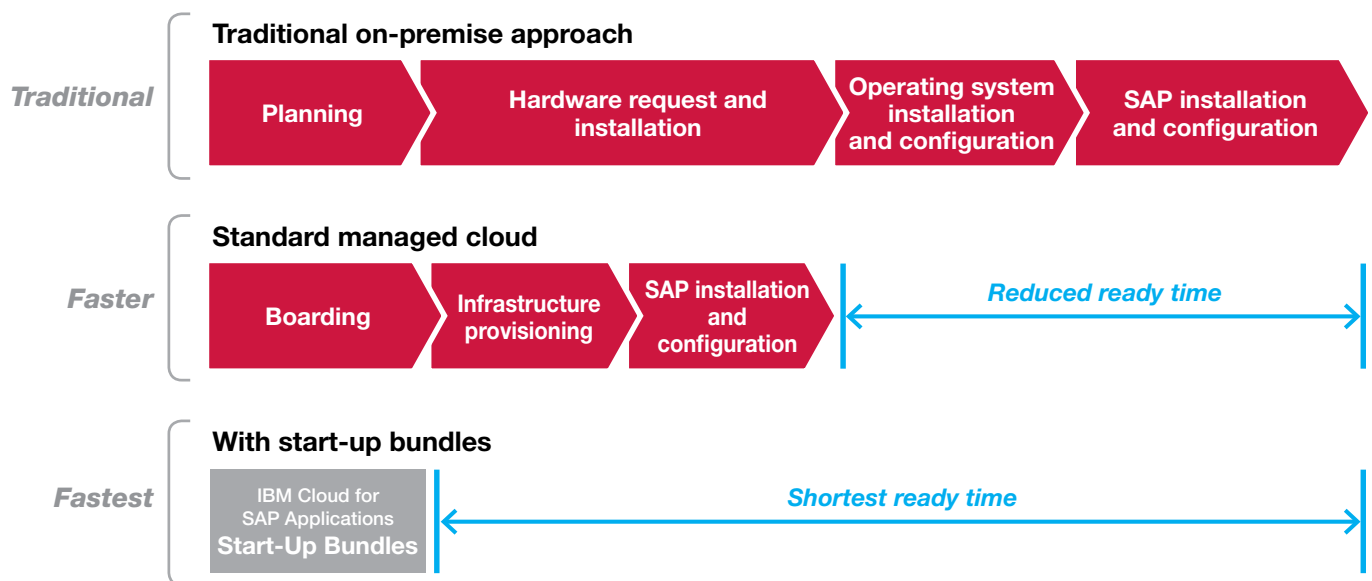 Traditional on-premise approach
Traditional
Planning
Hardware request and
installation
Operating system
installation
and configuration
SAP installation
and configuration
Standard managed cloud
Faster
Boarding
Infrastructure
provisioning
SAP installation
and
configuration
Reduced ready time
With start-up bundles
Fastest
IBM Cloud for
SAP Applications
Start-Up Bundles
Shortest ready time